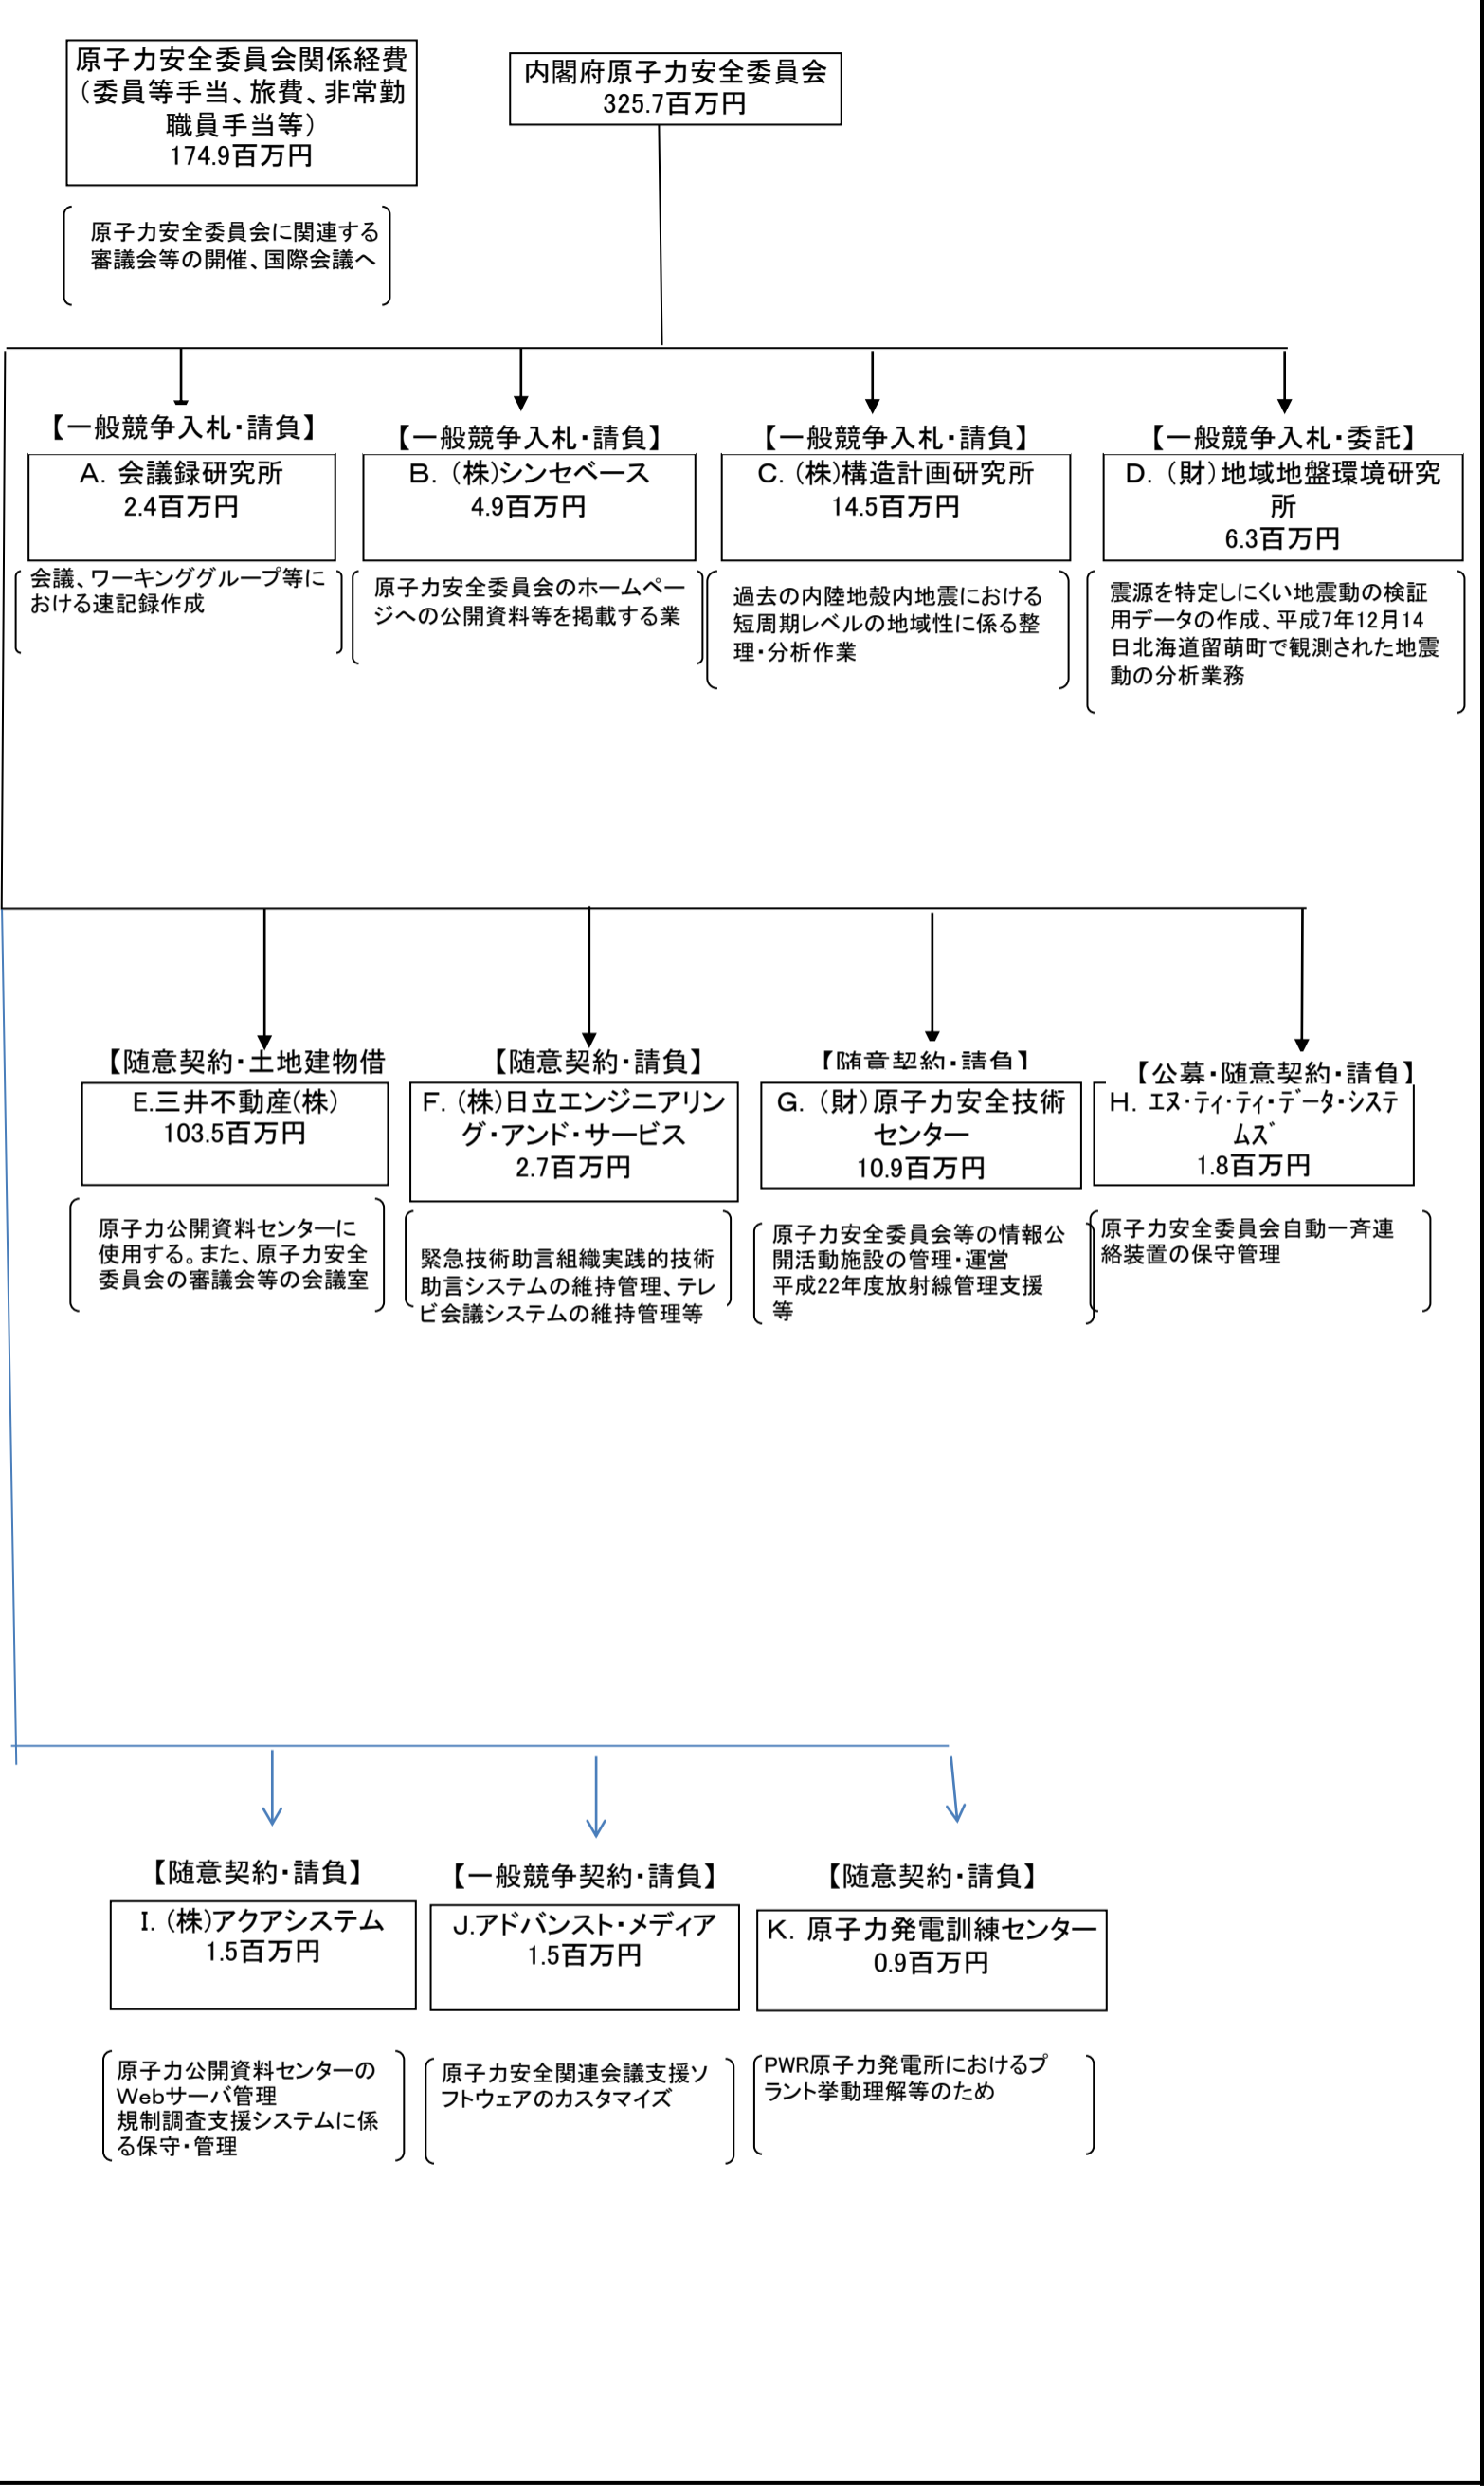 原子力安全委員会関係経費
（委員等手当、旅費、非常勤
職員手当等）
174.9百万円
内閣府原子力安全委員会
325.7百万円
原子力安全委員会に関連する
審議会等の開催、国際会議へ
【一般競争入札・請負】
A．会議録研究所
2.4百万円
会議、ワーキンググループ等に
おける速記録作成
【一般競争入札・請負】
B．（株）シンセベース
4.9百万円
原子力安全委員会のホームペー
ジへの公開資料等を掲載する業
【一般競争入札・請負】
C．（株）構造計画研究所
14.5百万円
過去の内陸地殻内地震における
短周期レベルの地域性に係る整
理・分析作業
【一般競争入札・委託】
D．（財）地域地盤環境研究
所
6.3百万円
震源を特定しにくい地震動の検証
用データの作成、平成7年12月14
日北海道留萌町で観測された地震
動の分析業務
【随意契約・土地建物借
E.三井不動産（株）
103.5百万円
原子力公開資料センターに
使用する。また、原子力安全
委員会の審議会等の会議室
【随意契約・請負】
F．（株）日立エンジニアリン
グ・アンド・サービス
2.7百万円
緊急技術助言組織実践的技術
助言システムの維持管理、テレ
ビ会議システムの維持管理等
【随意契約・請負】
G．（財）原子力安全技術
センター
10.9百万円
原子力安全委員会等の情報公
開活動施設の管理・運営
平成22年度放射線管理支援
等
【公募・随意契約・請負】
H．ｴﾇ・ﾃｨ・ﾃｨ・ﾃﾞｰﾀ・ｼｽﾃ
ﾑｽﾞ
1.8百万円
原子力安全委員会自動一斉連
絡装置の保守管理
【随意契約・請負】
I．（株）アクアシステム
1.5百万円
原子力公開資料センターの
Webサーバ管理
規制調査支援システムに係
る保守・管理
【一般競争契約・請負】
J.アドバンスト・メディア
1.5百万円
原子力安全関連会議支援ソ
フトウェアのカスタマイズ
【随意契約・請負】
K．原子力発電訓練センター
0.9百万円
PWR原子力発電所におけるプ
ラント挙動理解等のため